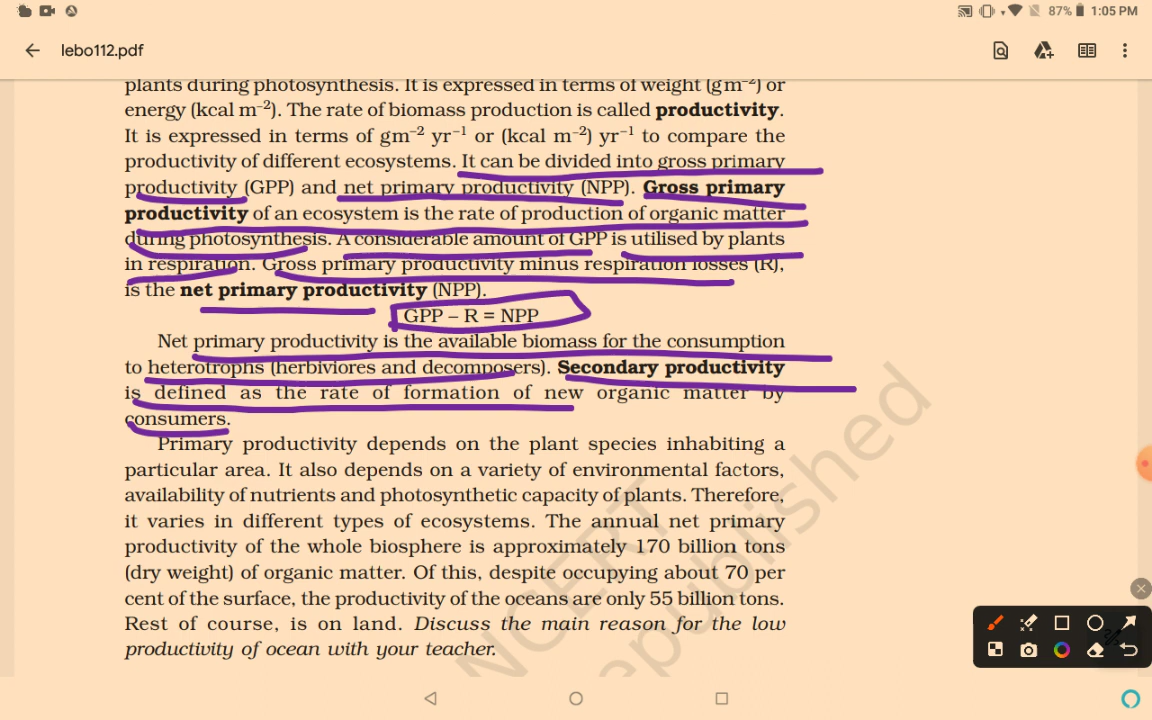 87% 1:05 PM
lebo112.pdf
plants during photosynthesis. It is expressed in terms of weight (gm⁻²) or
energy (kcal m⁻²). The rate of biomass production is called productivity.
It is expressed in terms of gm⁻² yr⁻¹ or (kcal m⁻²) yr⁻¹ to compare the
productivity of different ecosystems. It can be divided into gross primary
productivity (GPP) and net primary productivity (NPP). Gross primary
productivity of an ecosystem is the rate of production of organic matter
during photosynthesis. A considerable amount of GPP is utilised by plants
in respiration. Gross primary productivity minus respiration losses (R),
is the net primary productivity (NPP).
GPP – R = NPP
Net primary productivity is the available biomass for the consumption
to heterotrophs (herbiviores and decomposers). Secondary productivity
is defined as the rate of formation of new organic matter by
consumers.
Primary productivity depends on the plant species inhabiting a
particular area. It also depends on a variety of environmental factors,
availability of nutrients and photosynthetic capacity of plants. Therefore,
it varies in different types of ecosystems. The annual net primary
productivity of the whole biosphere is approximately 170 billion tons
(dry weight) of organic matter. Of this, despite occupying about 70 per
cent of the surface, the productivity of the oceans are only 55 billion tons.
Rest of course, is on land. Discuss the main reason for the low
productivity of ocean with your teacher.
NCERT
republished